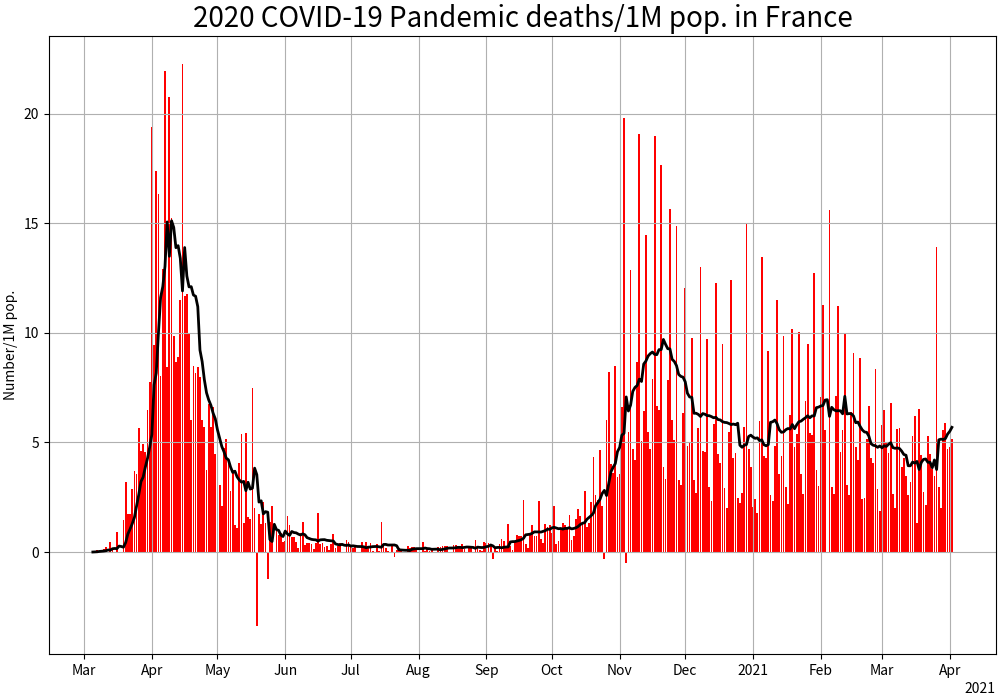 2020 COVID-19 Pandemic deaths/1M pop. in France
Number/1M pop.
20
15
10
5
0
Mar Apr May Jun Jul Aug Sep Oct Nov Dec 2021 Feb Mar Apr
2021